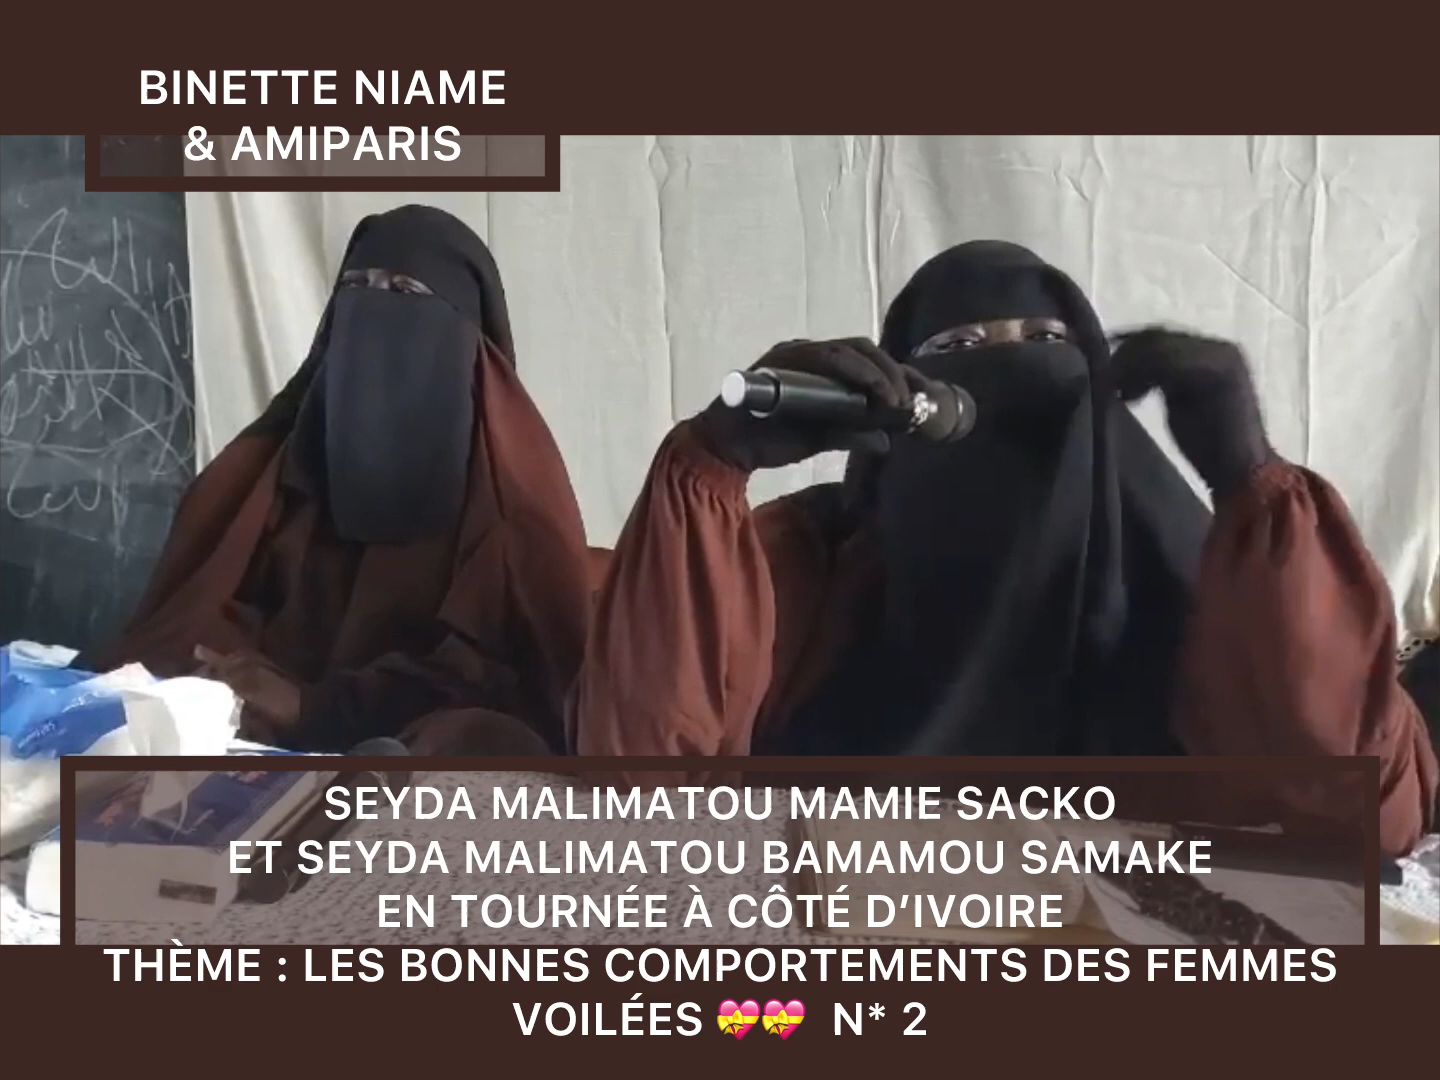 BINETTE NIAME
& AMIPARIS
SEYDA MALIMATOU MAMIE SACKO
ET SEYDA MALIMATOU BAMAMOU SAMAKE
EN TOURNÉE À CÔTÉ D’IVOIRE
THÈME : LES BONNES COMPORTEMENTS DES FEMMES
VOILÉES 💝💝 N* 2